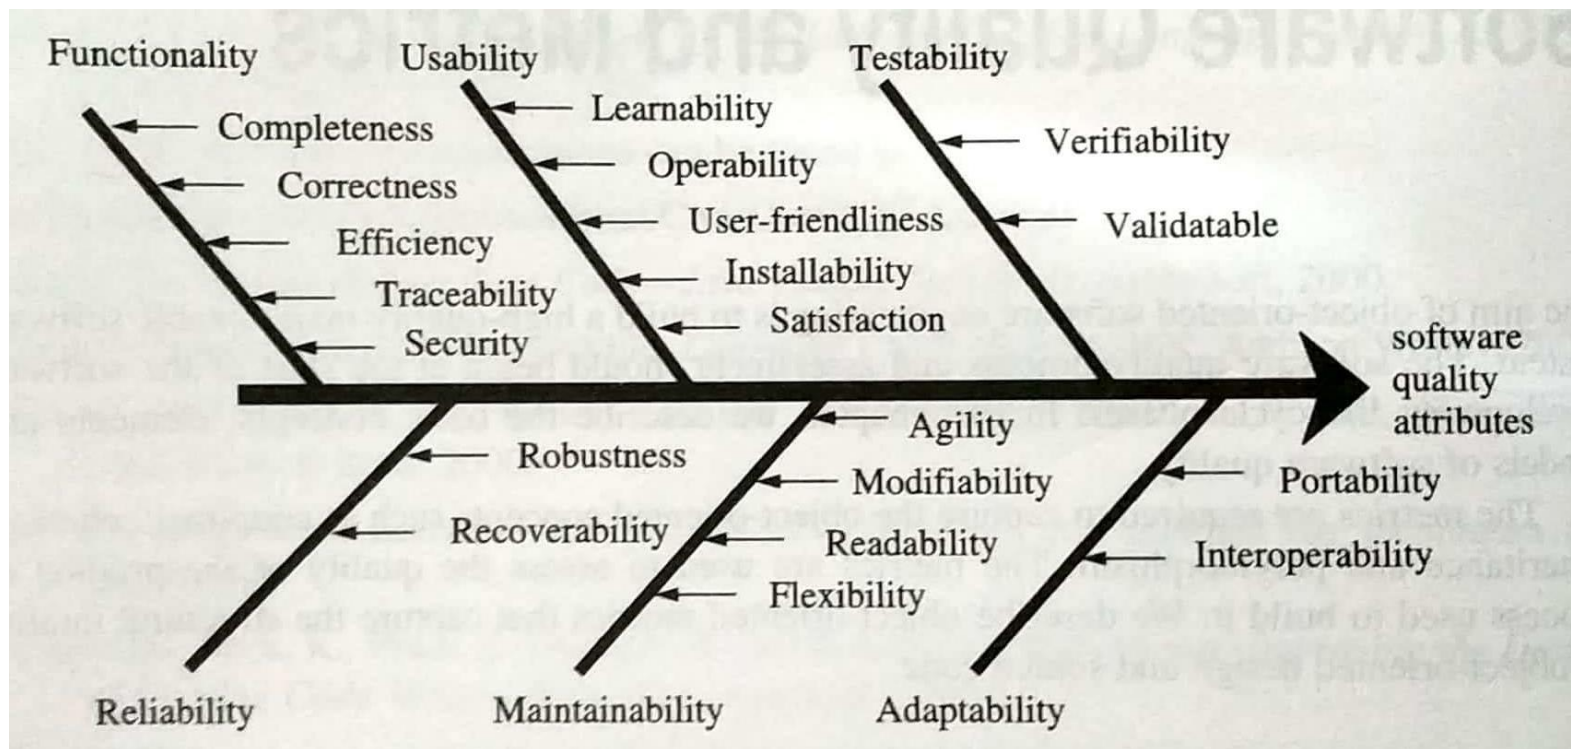 Functionality
Usability
Testability
Completeness
Correctness
Efficiency
Traceability
Security
Learnability
Operability
User-friendliness
Installability
Satisfaction
Verifiability
Validatable
software
quality
attributes
Robustness
Recoverability
Agility
Modifiability
Readability
Flexibility
Portability
Interoperability
Reliability
Maintainability
Adaptability